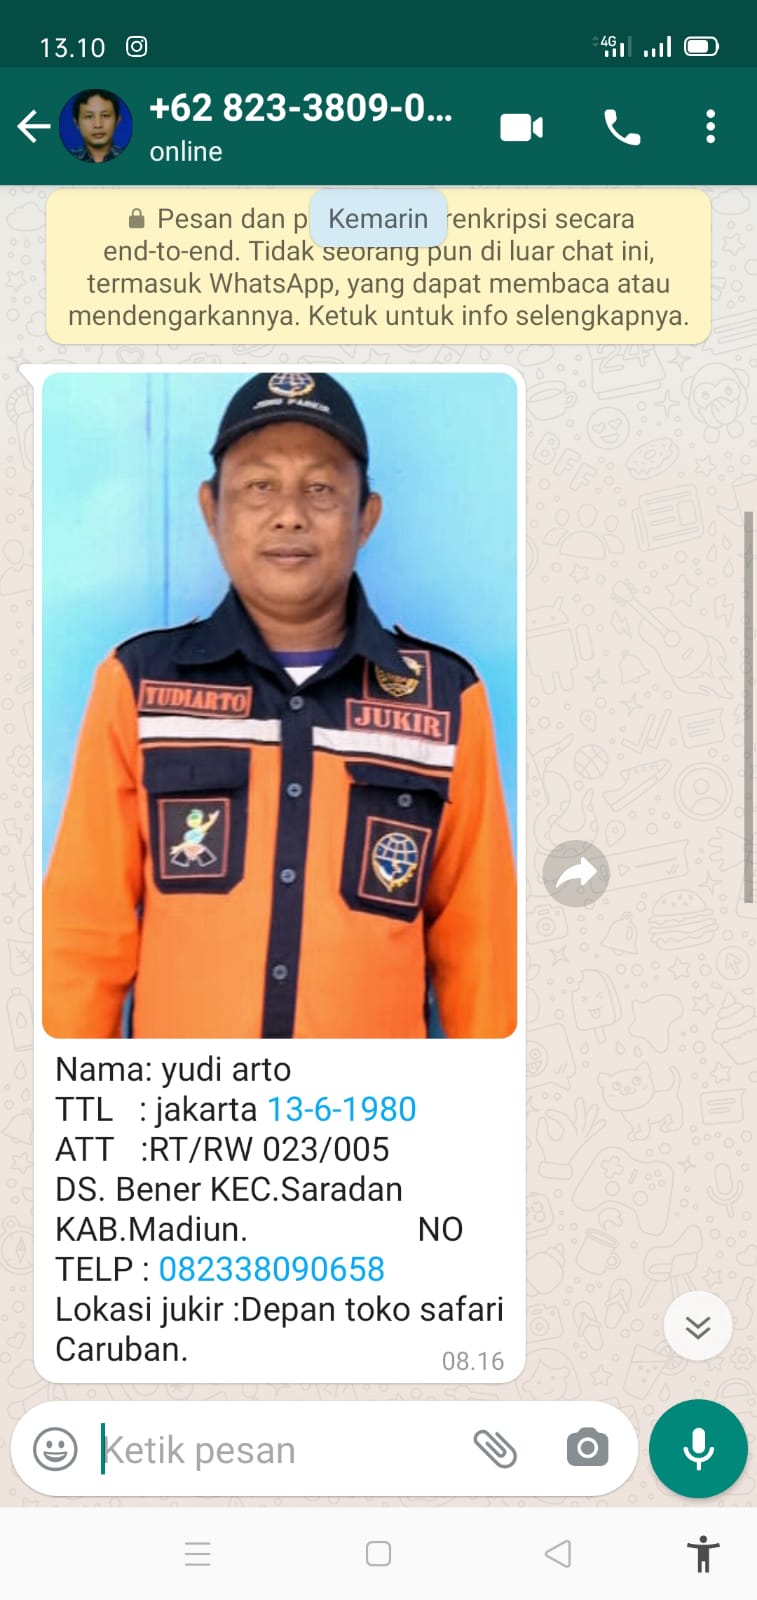 13.10
4G
+62 823-3809-0...
online
Pesan dan p Kemarin renkripsi secara
end-to-end. Tidak seorang pun di luar chat ini,
termasuk WhatsApp, yang dapat membaca atau
mendengarkannya. Ketuk untuk info selengkapnya.
JURU PARKIR
YUDIARTO
JUKIR
Nama: yudi arto
TTL : jakarta 13-6-1980
ATT :RT/RW 023/005
DS. Bener KEC.Saradan
KAB.Madiun. NO
TELP : 082338090658
Lokasi jukir :Depan toko safari
Caruban.
08.16
Ketik pesan